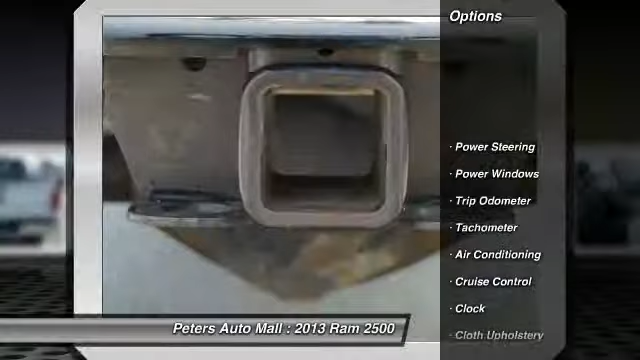 Options
· Power Steering
· Power Windows
· Trip Odometer
· Tachometer
· Air Conditioning
· Cruise Control
· Clock
· Cloth Upholstery
Peters Auto Mall : 2013 Ram 2500